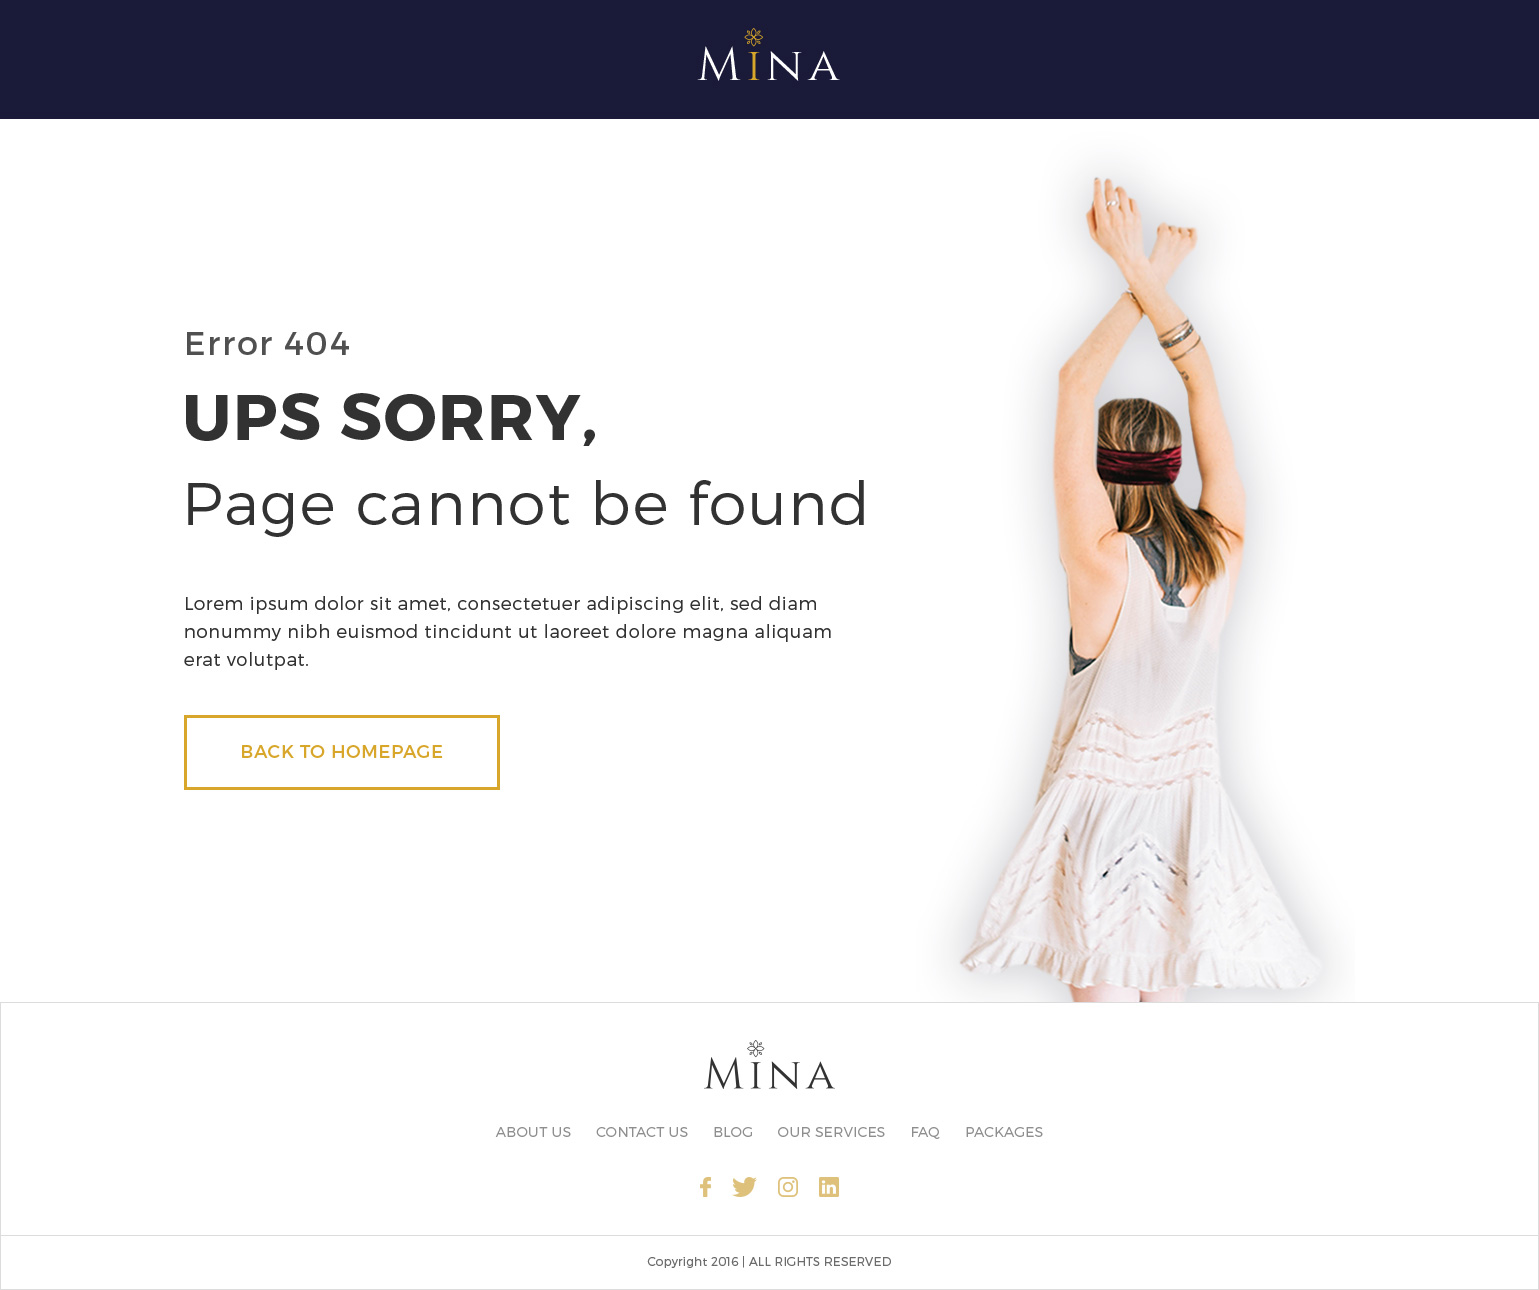 MINA
Error 404
UPS SORRY,
Page cannot be found
Lorem ipsum dolor sit amet, consectetuer adipiscing elit, sed diam
nonummy nibh euismod tincidunt ut laoreet dolore magna aliquam
erat volutpat.
BACK TO HOMEPAGE
MINA
ABOUT US CONTACT US BLOG OUR SERVICES FAQ PACKAGES
Copyright 2016 | ALL RIGHTS RESERVED